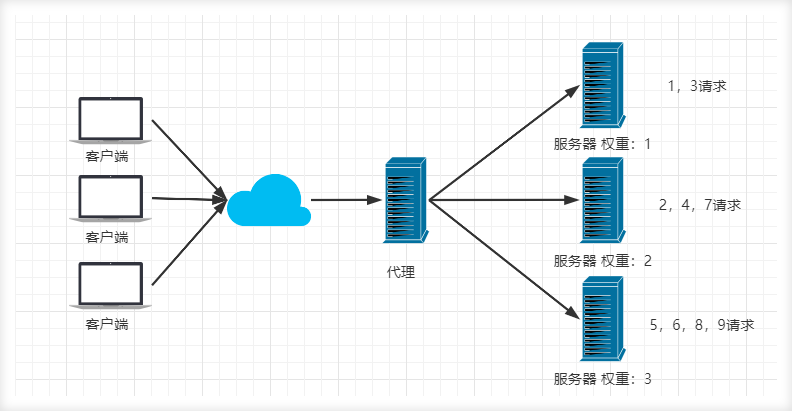 1，3请求
服务器 权重：1
客户端
2，4，7请求
客户端
服务器 权重：2
代理
客户端
5，6，8，9请求
服务器 权重：3